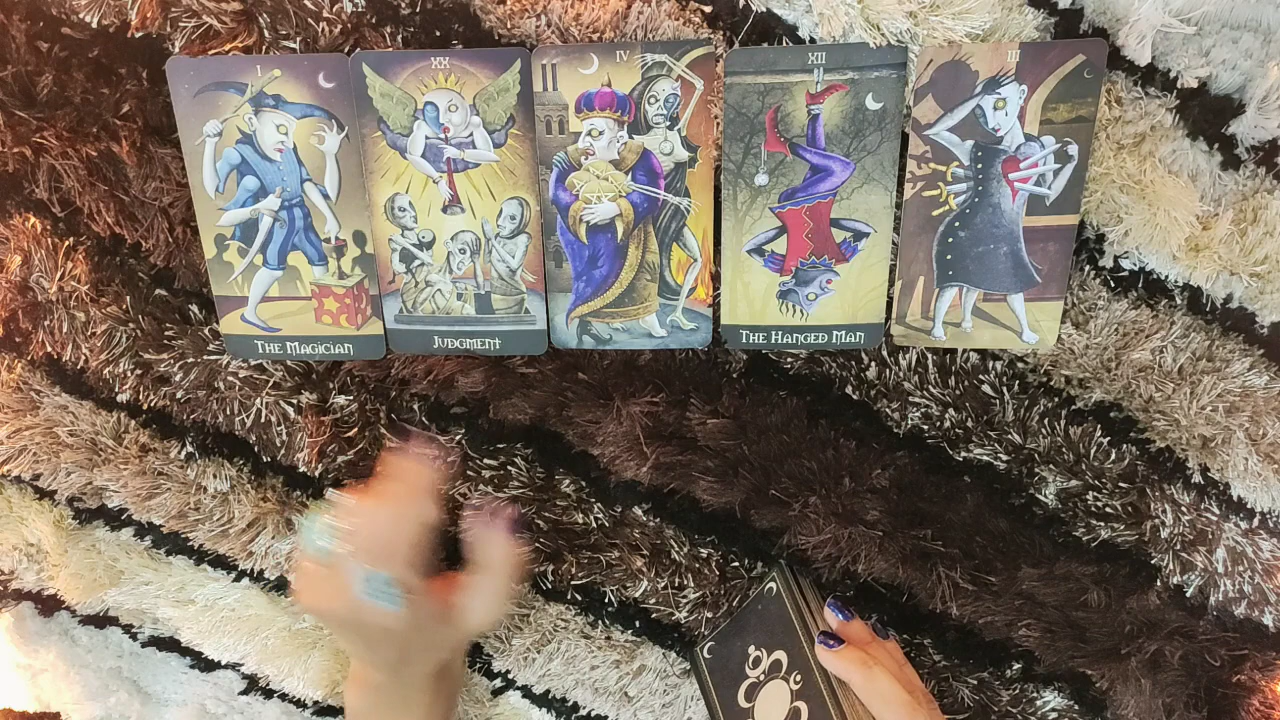 I
THE MAGICIAN
XX
JUDGMENT
IV
XII
THE HANGED MAN
III